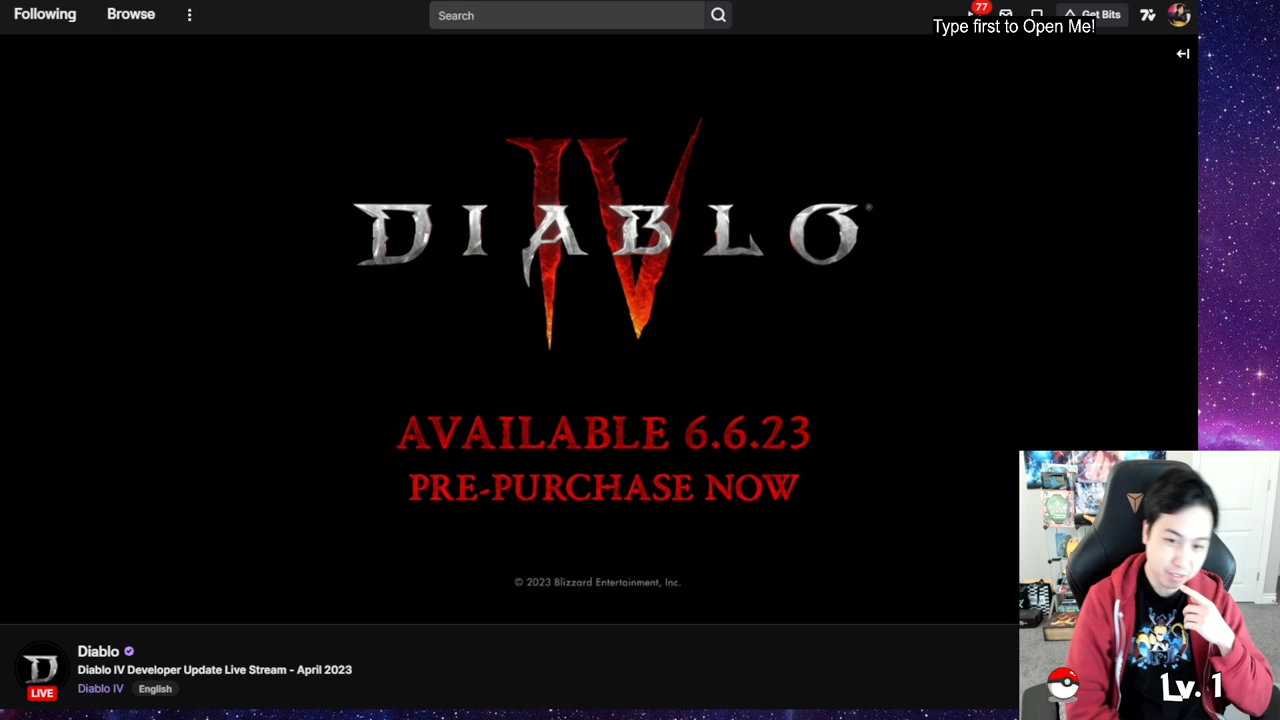 Following
Browse
Search
77
Get Bits
Type first to Open Me!
DIABLO®
IV
AVAILABLE 6.6.23
PRE-PURCHASE NOW
© 2023 Blizzard Entertainment, Inc.
Diablo
Diablo IV Developer Update Live Stream - April 2023
LIVE
Diablo IV
English
Lv. 1